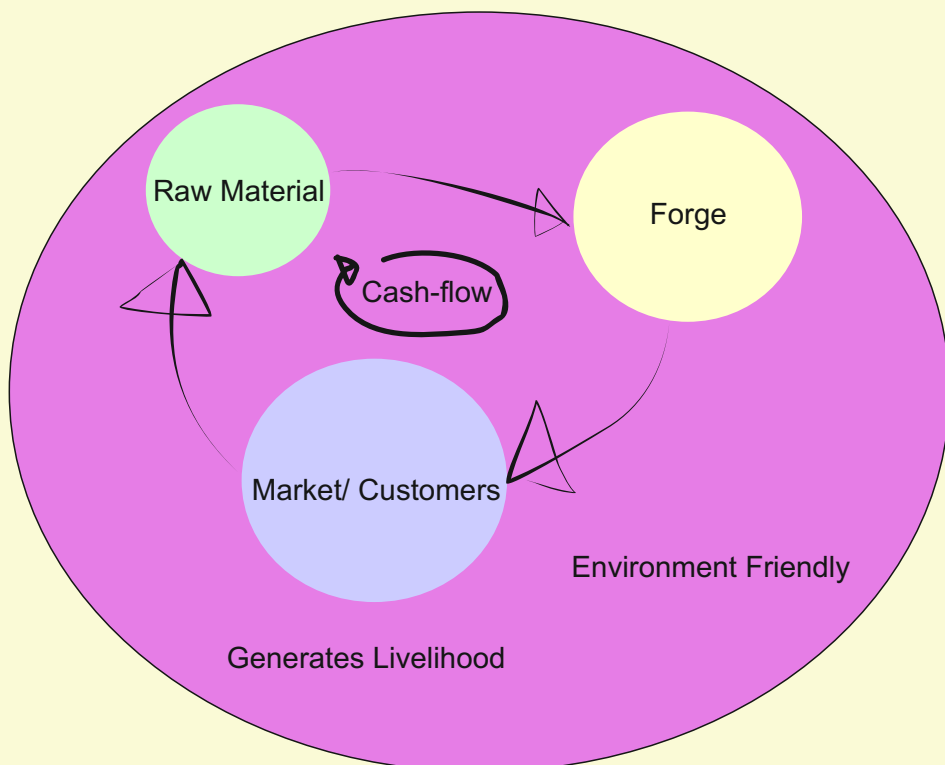 Raw Material
Forge
Cash-flow
Market/ Customers
Environment Friendly
Generates Livelihood